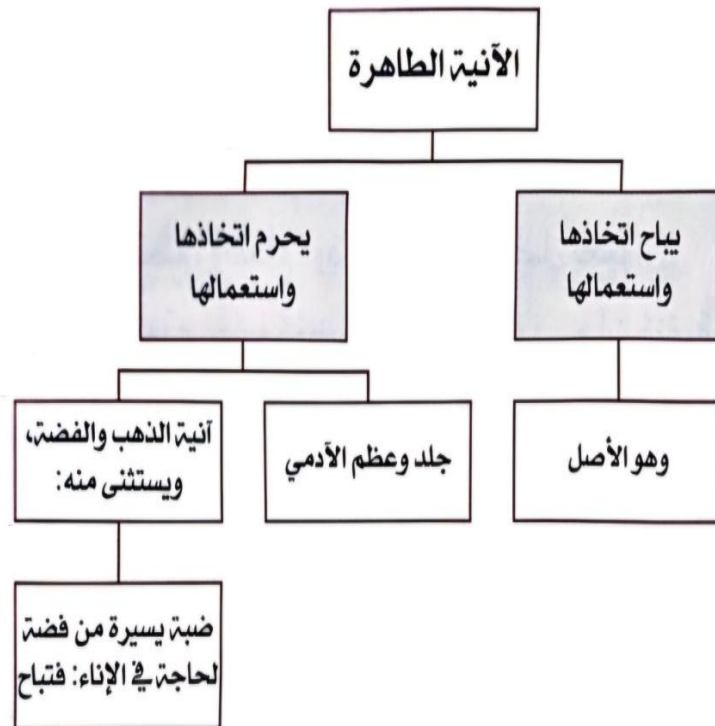 الآنية الطاهرة
يباح اتخاذها
واستعمالها
يحرم اتخاذها
واستعمالها
وهو الأصل
جلد وعظم الآدمي
آنية الذهب والفضة،
ويستثنى منه:
ضبة يسيرة من فضة
لحاجة في الإناء: فتباح